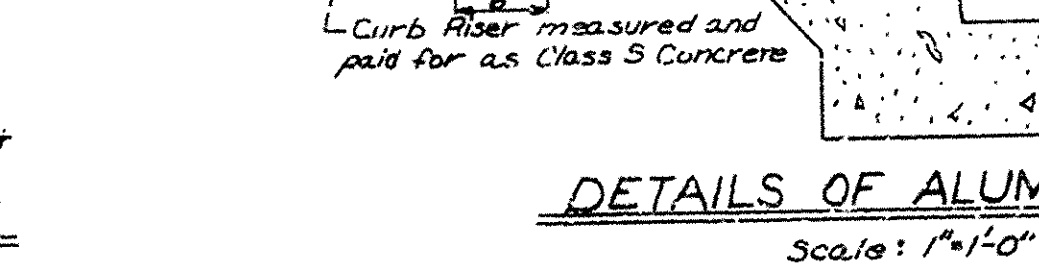 Curb Riser measured and
paid for as Class S Concrete
DETAILS OF ALUM
Scale: 1"=1'-0"